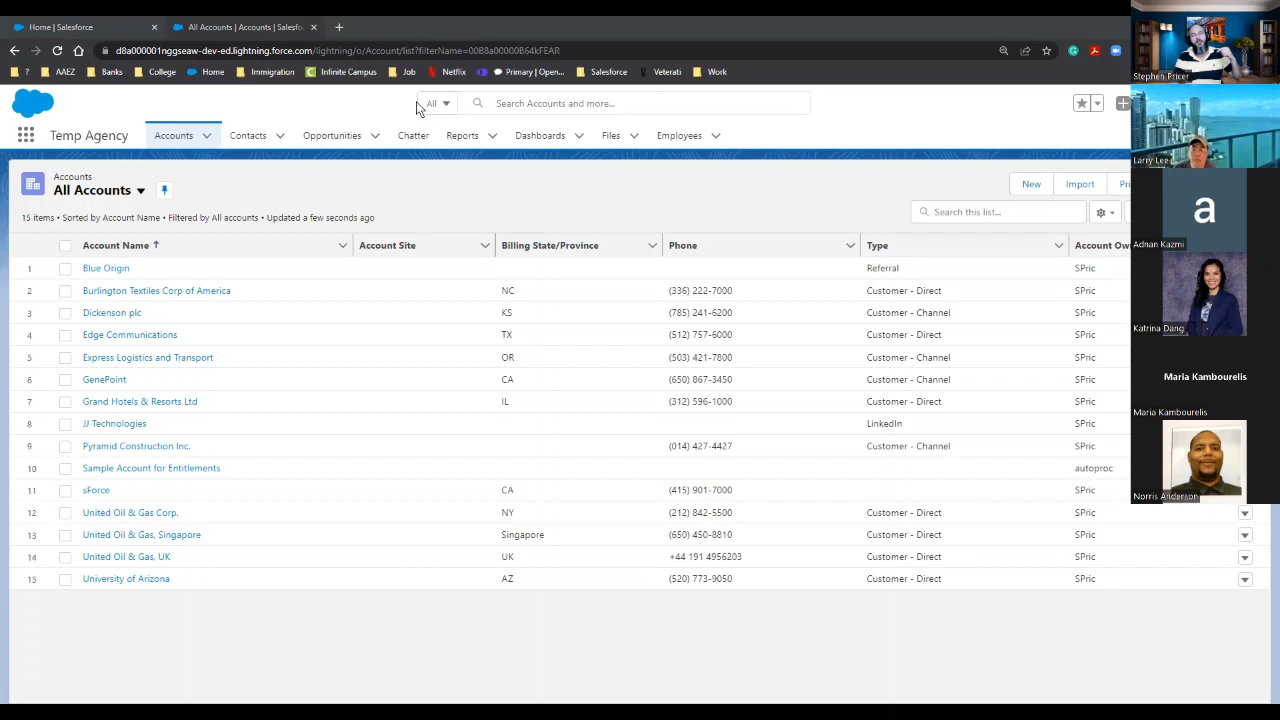 Home | Salesforce
All Accounts | Accounts | Salesfo
d8a000001nggseaw-dev-ed.lightning.force.com/lightning/o/Account/list?filterName=00B8a00000B64kFEAR
? AAEZ Banks College Home Immigration Infinite Campus Job Netflix Primary | Open... Salesforce Veterati Work
All Search Accounts and more...
Temp Agency Accounts Contacts Opportunities Chatter Reports Dashboards Files Employees
Accounts
All Accounts
New Import Pri
15 items • Sorted by Account Name • Filtered by All accounts • Updated a few seconds ago
Search this list...
Account Name Account Site Billing State/Province Phone Type Account Own
1 Blue Origin Referral SPric
2 Burlington Textiles Corp of America NC (336) 222-7000 Customer - Direct SPric
3 Dickenson plc KS (785) 241-6200 Customer - Channel SPric
4 Edge Communications TX (512) 757-6000 Customer - Direct SPric
5 Express Logistics and Transport OR (503) 421-7800 Customer - Channel SPric
6 GenePoint CA (650) 867-3450 Customer - Channel SPric
7 Grand Hotels & Resorts Ltd IL (312) 596-1000 Customer - Direct SPric
8 JJ Technologies LinkedIn SPric
9 Pyramid Construction Inc. (014) 427-4427 Customer - Channel SPric
10 Sample Account for Entitlements autoproc
11 sForce CA (415) 901-7000 SPric
12 United Oil & Gas Corp. NY (212) 842-5500 Customer - Direct SPric
13 United Oil & Gas, Singapore Singapore (650) 450-8810 Customer - Direct SPric
14 United Oil & Gas, UK UK +44 191 4956203 Customer - Direct SPric
15 University of Arizona AZ (520) 773-9050 Customer - Direct SPric
Stephen Pricer
Larry Lee
a
Adnan Kazmi
Katrina Dang
Maria Kambourelis
Maria Kambourelis
Norris Anderson